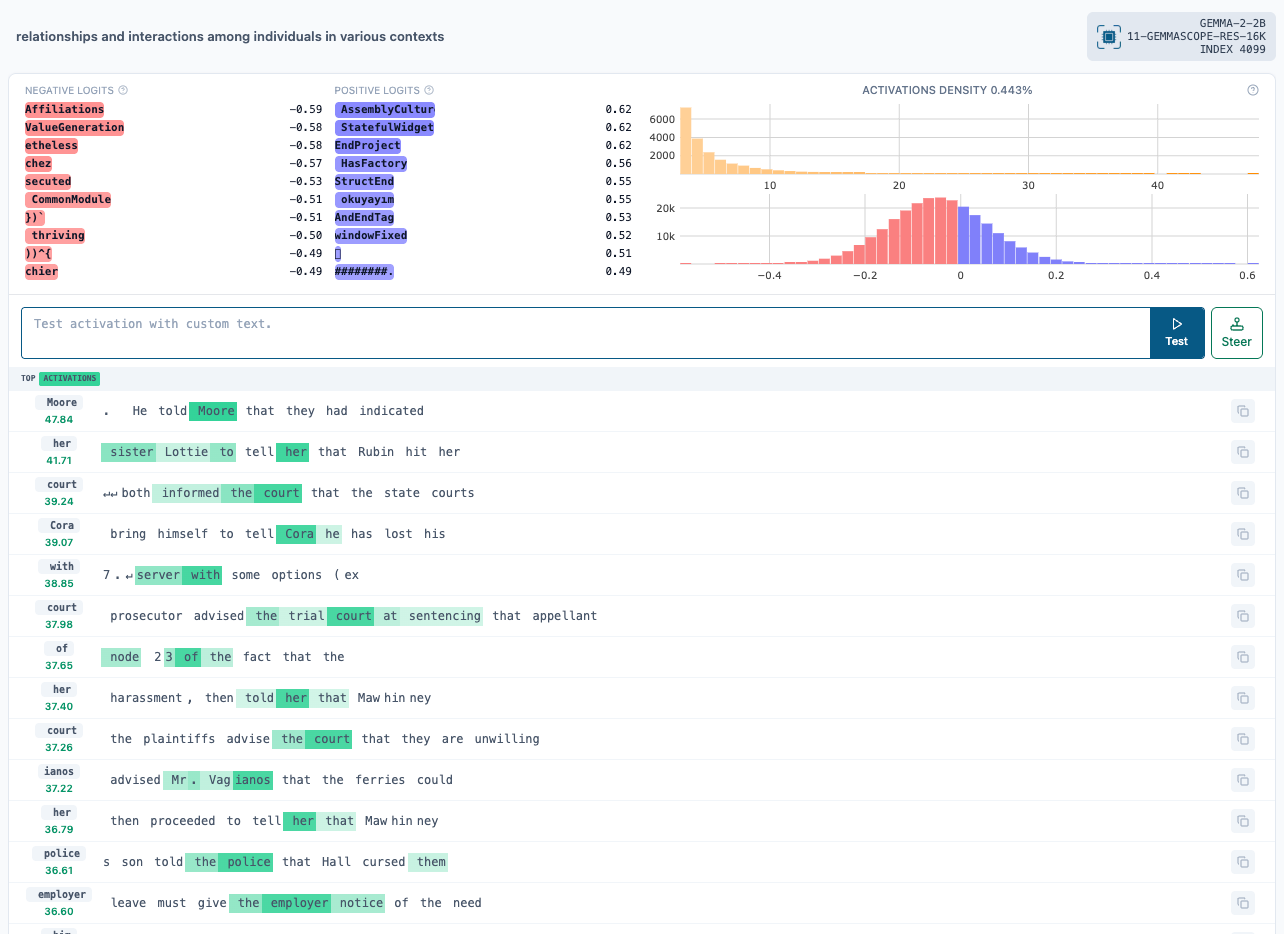 relationships and interactions among individuals in various contexts
GEMMA-2-2B
11-GEMMASCOPE-RES-16K
INDEX 4099
NEGATIVE LOGITS
Affiliations −0.59
ValueGeneration −0.58
etheless −0.58
chez −0.57
secuted −0.53
CommonModule −0.51
})` −0.51
thriving −0.50
))^{ −0.49
chier −0.49
POSITIVE LOGITS
AssemblyCultur 0.62
StatefulWidget 0.62
EndProject 0.62
HasFactory 0.56
StructEnd 0.55
okuyayım 0.55
AndEndTag 0.53
windowFixed 0.52
0.51
########. 0.49
ACTIVATIONS DENSITY 0.443%
6000
4000
2000
10 20 30 40
20k
10k
−0.4 −0.2 0 0.2 0.4 0.6
Test activation with custom text.
Test
Steer
TOP ACTIVATIONS
Moore
47.84
. He told Moore that they had indicated
her
41.71
sister Lottie to tell her that Rubin hit her
court
39.24
↵↵both informed the court that the state courts
Cora
39.07
bring himself to tell Cora he has lost his
with
38.85
7.↵server with some options (ex
court
37.98
prosecutor advised the trial court at sentencing that appellant
of
37.65
node 23 of the fact that the
her
37.40
harassment, then told her that Mawhinney
court
37.26
the plaintiffs advise the court that they are unwilling
ianos
37.22
advised Mr. Vagianos that the ferries could
her
36.79
then proceeded to tell her that Mawhinney
police
36.61
s son told the police that Hall cursed them
employer
36.60
leave must give the employer notice of the need